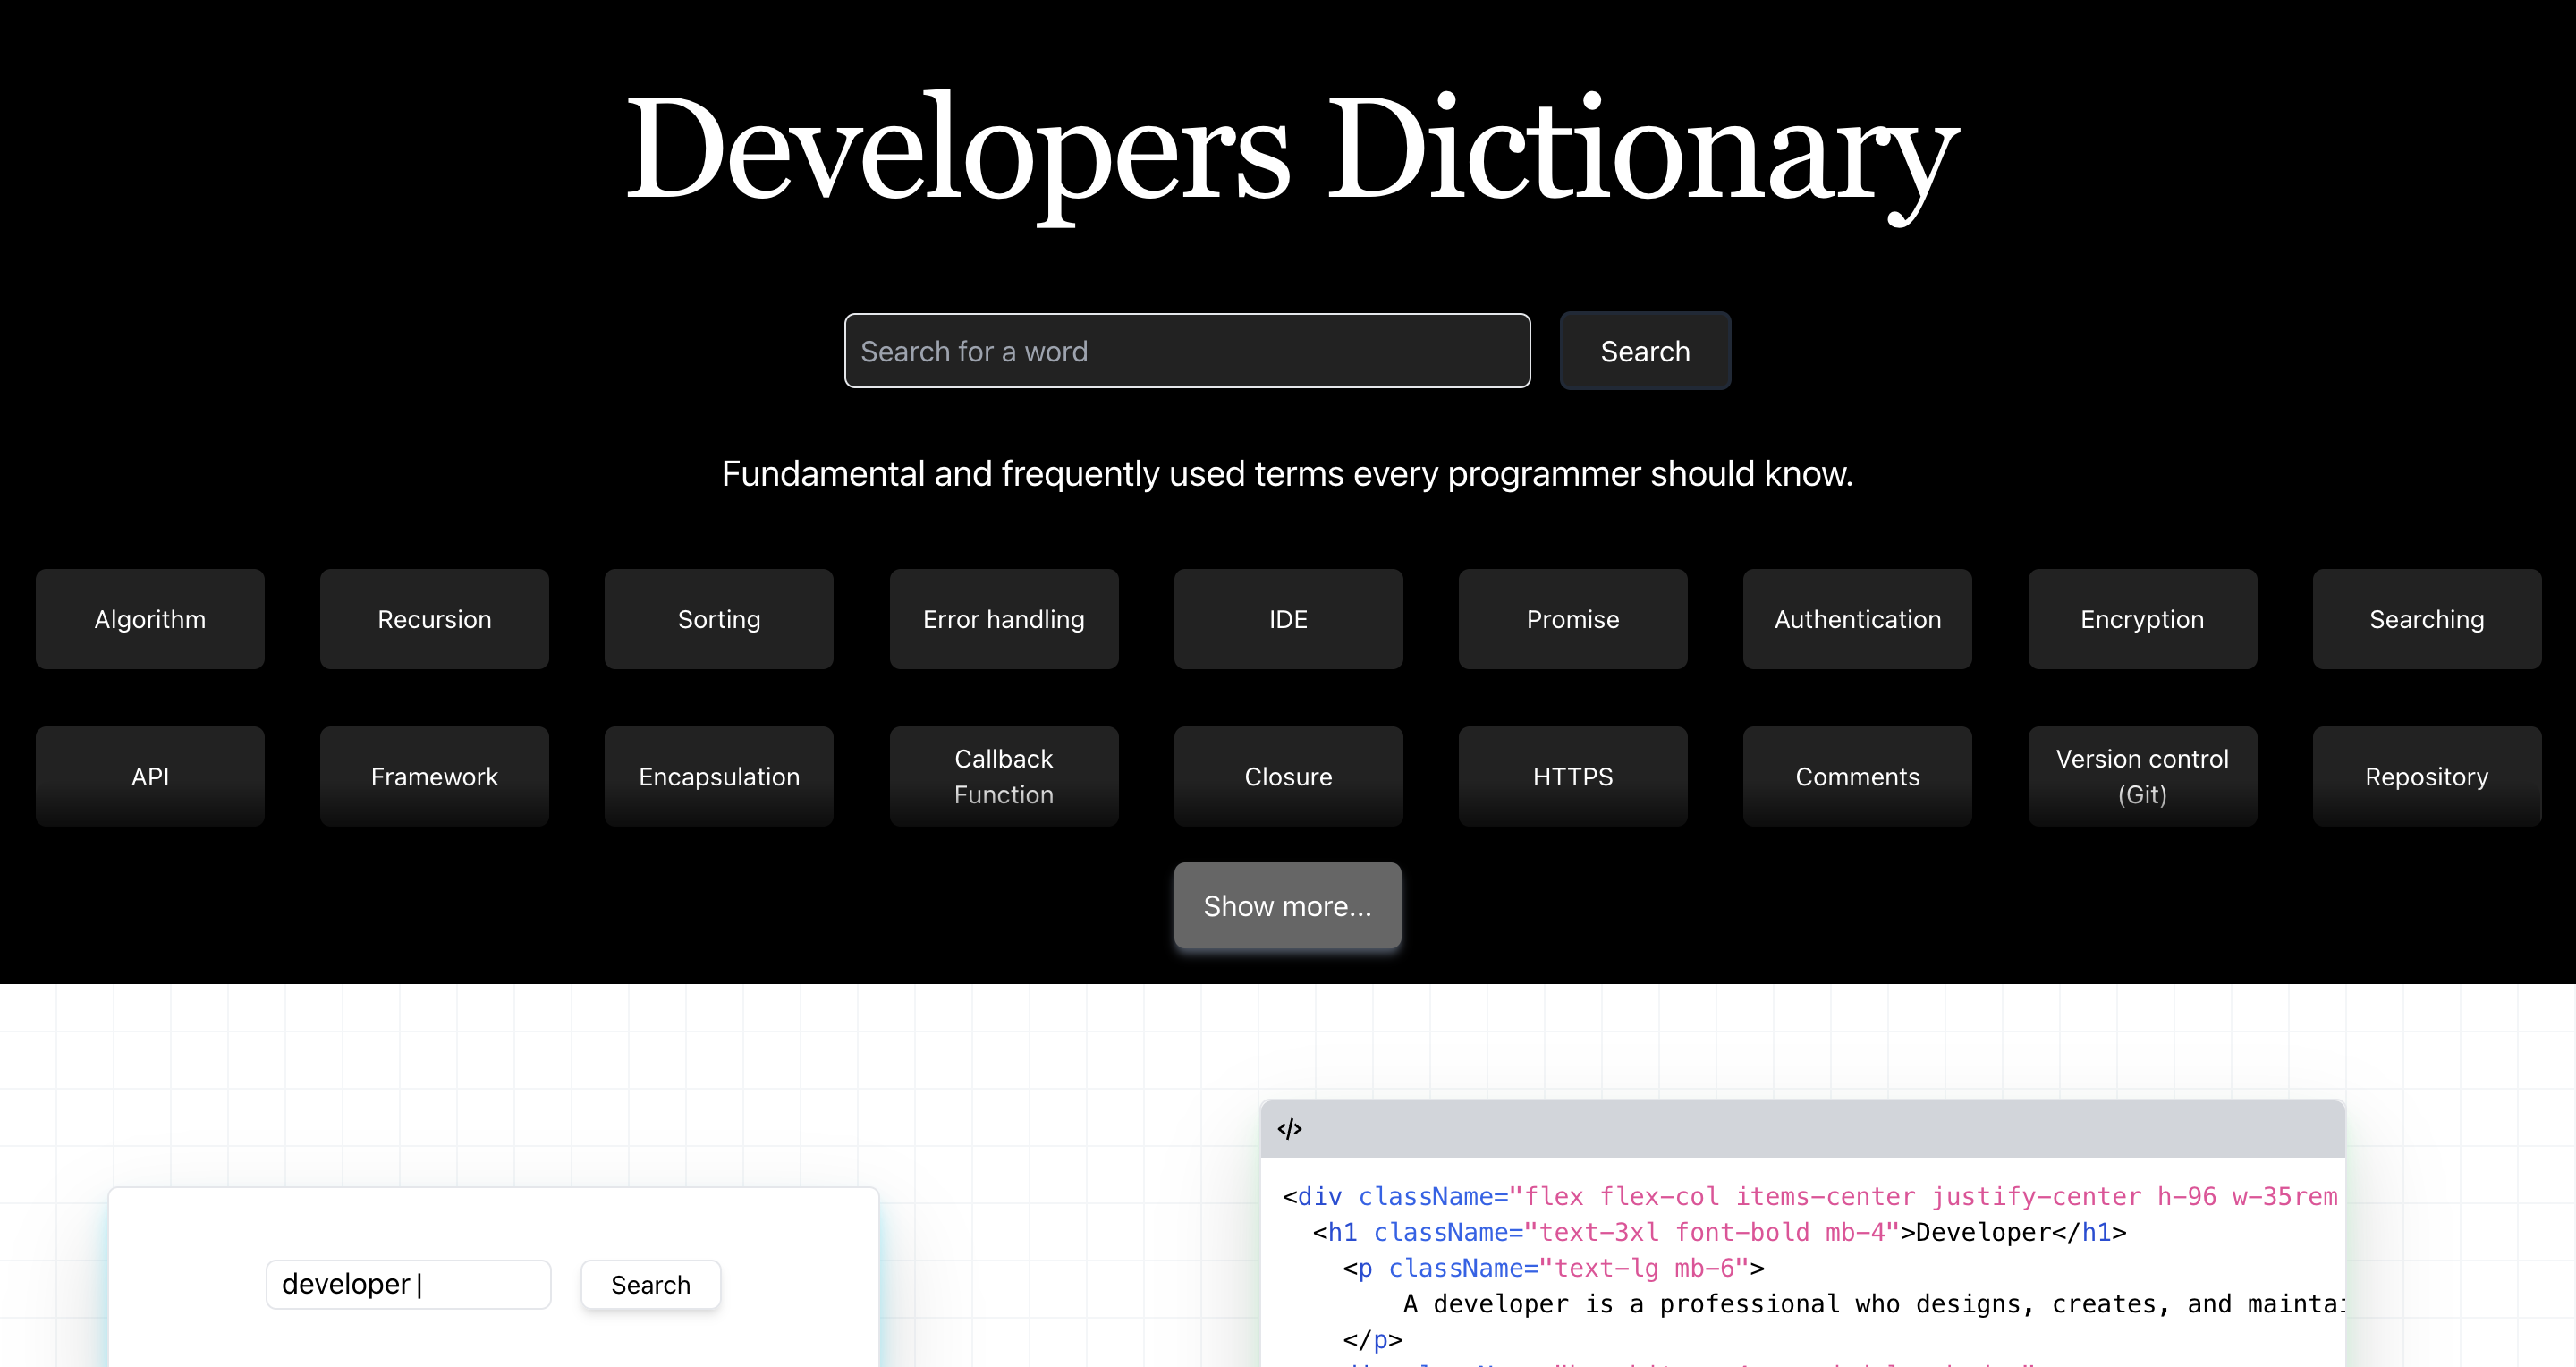 Developers Dictionary
Search for a word
Search
Fundamental and frequently used terms every programmer should know.
Algorithm
Recursion
Sorting
Error handling
IDE
Promise
Authentication
Encryption
Searching
API
Framework
Encapsulation
Callback
Function
Closure
HTTPS
Comments
Version control
(Git)
Repository
Show more...
developer|
Search
</>
<div className="flex flex-col items-center justify-center h-96 w-35rem
<h1 className="text-3xl font-bold mb-4">Developer</h1>
<p className="text-lg mb-6">
A developer is a professional who designs, creates, and
</p>